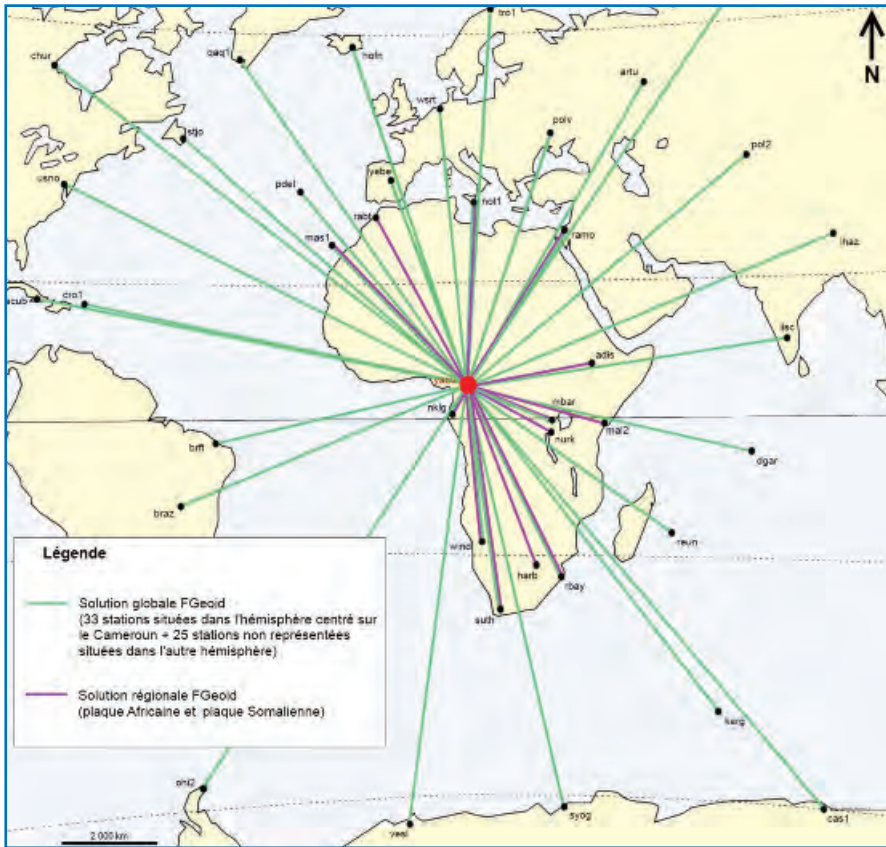 tro1
chur
qaq1
hofn
N
artu
wsrt
polv
stjo
pol2
usno
pdel
yebe
rabt
not1
ramo
mas1
lhaz
cro1
iisc
adis
nklg
mbar
mal2
nurk
brft
dgar
braz
reun
wind
harb
rbay
suth
kerg
ohi2
syog
cas1
vesl
Légende
Solution globale FGeoid
(33 stations situées dans l'hémisphère centré sur
le Cameroun + 25 stations non représentées
situées dans l'autre hémisphère)
Solution régionale FGeoid
(plaque Africaine et plaque Somalienne)
2 000 km